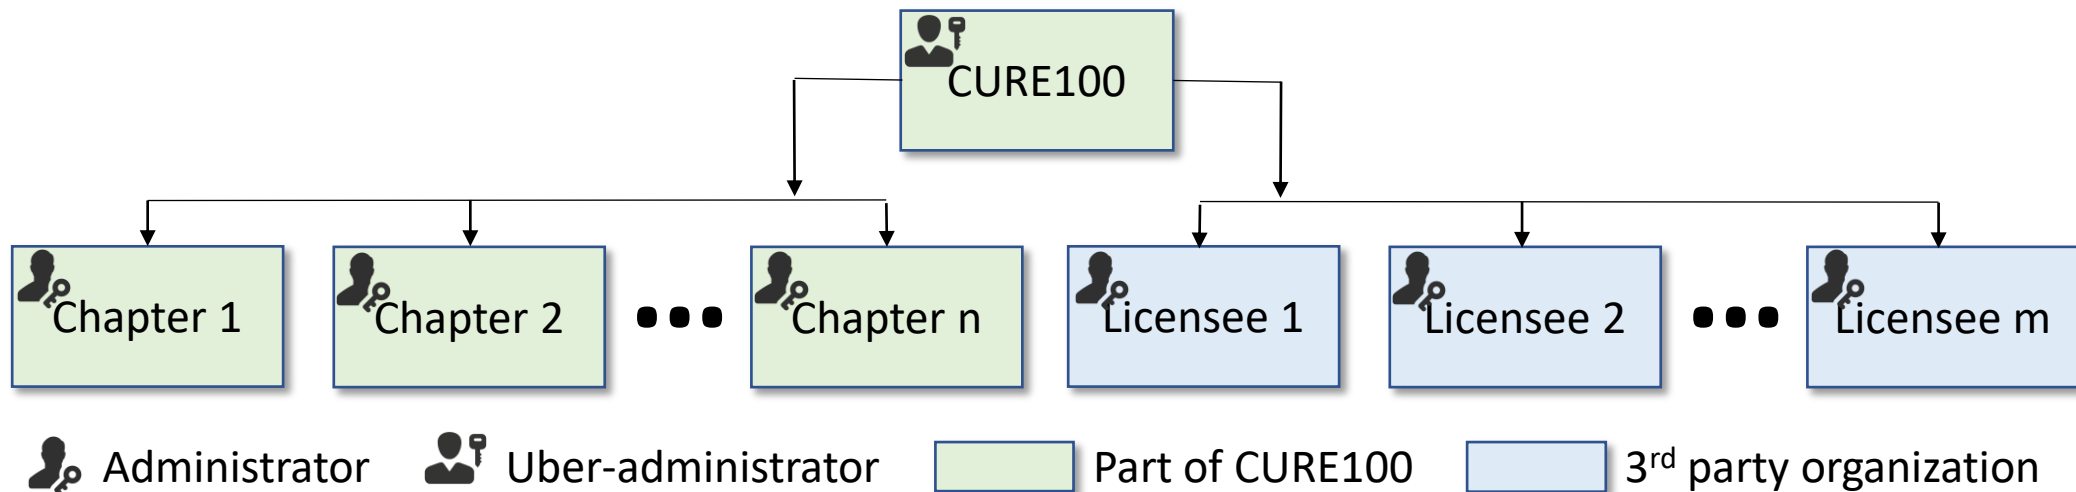 CURE100
Chapter 1
Chapter 2
•••
Chapter n
Licensee 1
Licensee 2
•••
Licensee m
Administrator
Uber-administrator
Part of CURE100
3rd party organization